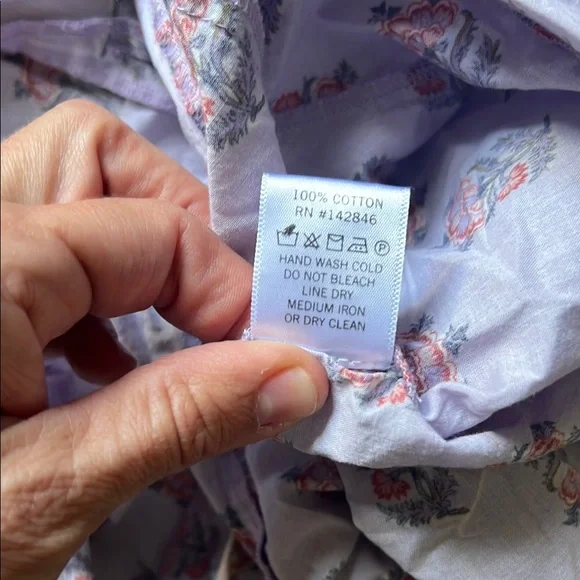 100% COTTON
RN #142846
P
HAND WASH COLD
DO NOT BLEACH
LINE DRY
MEDIUM IRON
OR DRY CLEAN